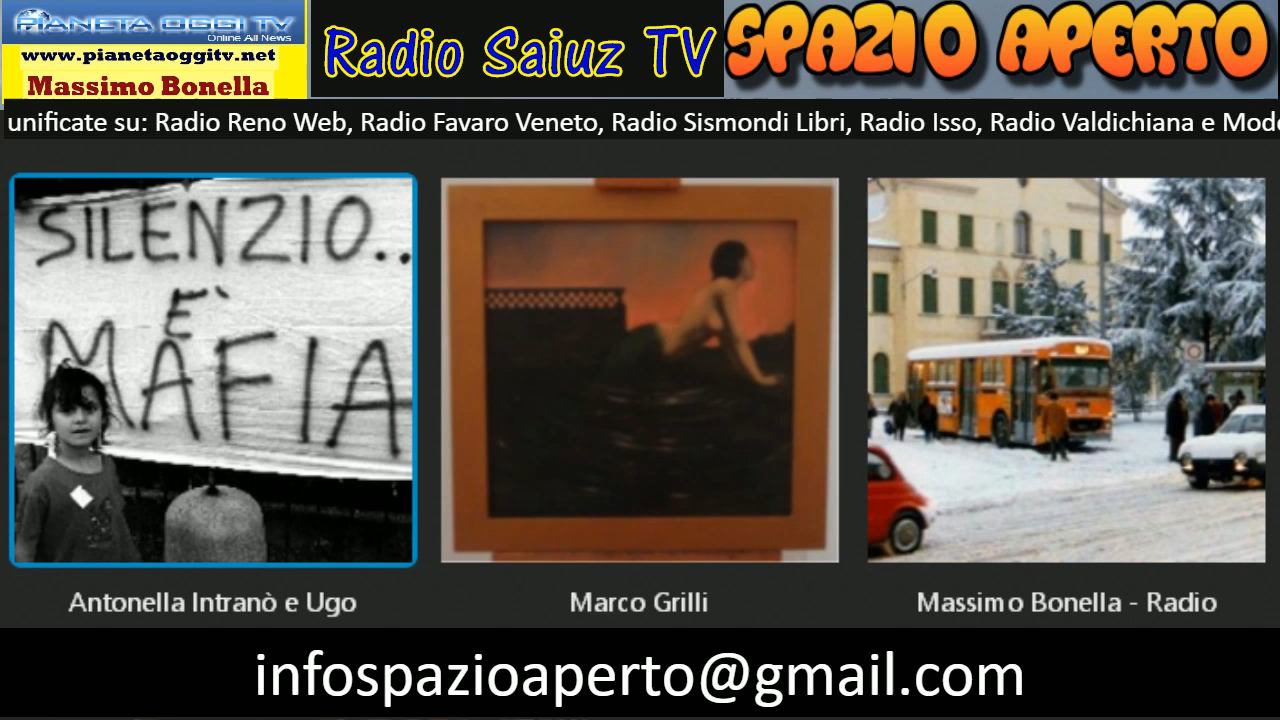 PIANETA OGGI TV
Online All News
www.pianetaoggitv.net
Massimo Bonella
Radio Saiuz TV
SPAZIO APERTO
unificate su: Radio Reno Web, Radio Favaro Veneto, Radio Sismondi Libri, Radio Isso, Radio Valdichiana e Mode
SILENZIO..
E'
MAFIA
Antonella Intranò e Ugo
Marco Grilli
Massimo Bonella - Radio
infospazioaperto@gmail.com